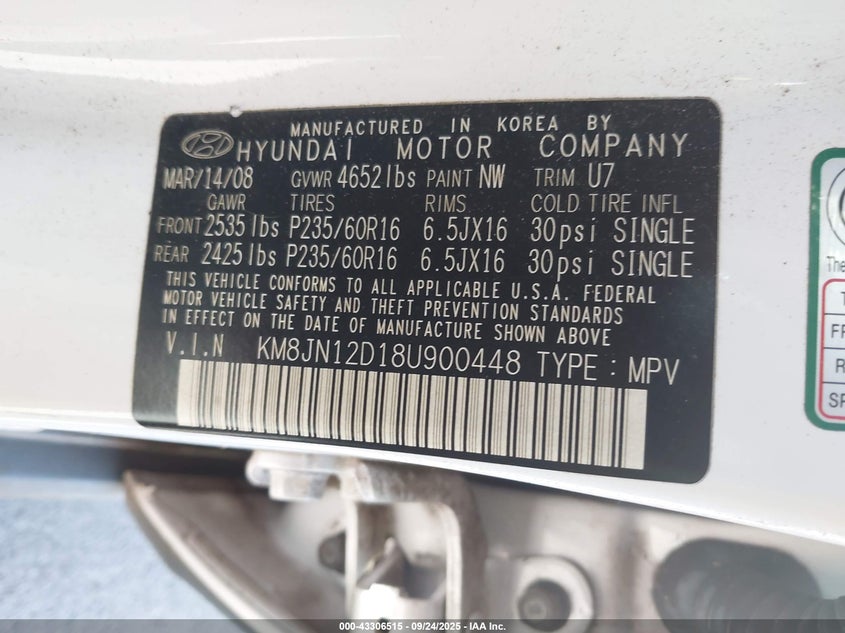 MANUFACTURED IN KOREA BY
HYUNDAI MOTOR COMPANY
MAR/14/08 GVWR 4652lbs PAINT NW TRIM U7
GAWR TIRES RIMS COLD TIRE INFL
FRONT 2535lbs P235/60R16 6.5JX16 30psi SINGLE
REAR 2425lbs P235/60R16 6.5JX16 30psi SINGLE
THIS VEHICLE CONFORMS TO ALL APPLICABLE U.S.A. FEDERAL
MOTOR VEHICLE SAFETY AND THEFT PREVENTION STANDARDS
IN EFFECT ON THE DATE OF MANUFACTURE SHOWN ABOVE
V.I.N KM8JN12D18U900448 TYPE : MPV
The
T
F
R
SP
000-43306515 - 09/24/2025 - IAA Inc.